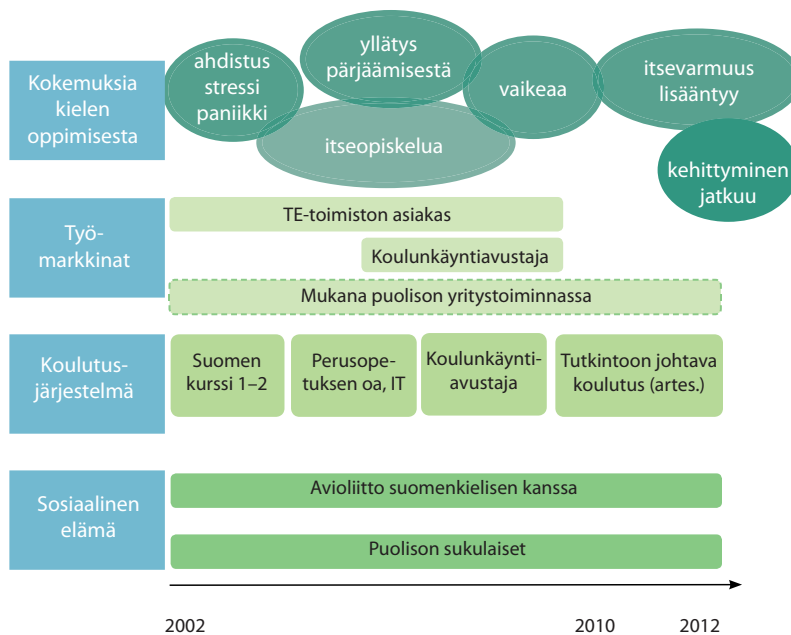 Kokemuksia
kielen
oppimisesta
ahdistus
stressi
paniikki
yllätys
pärjäämisestä
itseopiskelua
vaikeaa
itsevarmuus
lisääntyy
kehittyminen
jatkuu
Työ-
markkinat
TE-toimiston asiakas
Koulunkäyntiavustaja
Mukana puolison yritystoiminnassa
Koulutus-
järjestelmä
Suomen
kurssi 1–2
Perusope-
tuksen oa, IT
Koulunkäynti-
avustaja
Tutkintoon johtava
koulutus (artes.)
Sosiaalinen
elämä
Avioliitto suomenkielisen kanssa
Puolison sukulaiset
2002
2010
2012